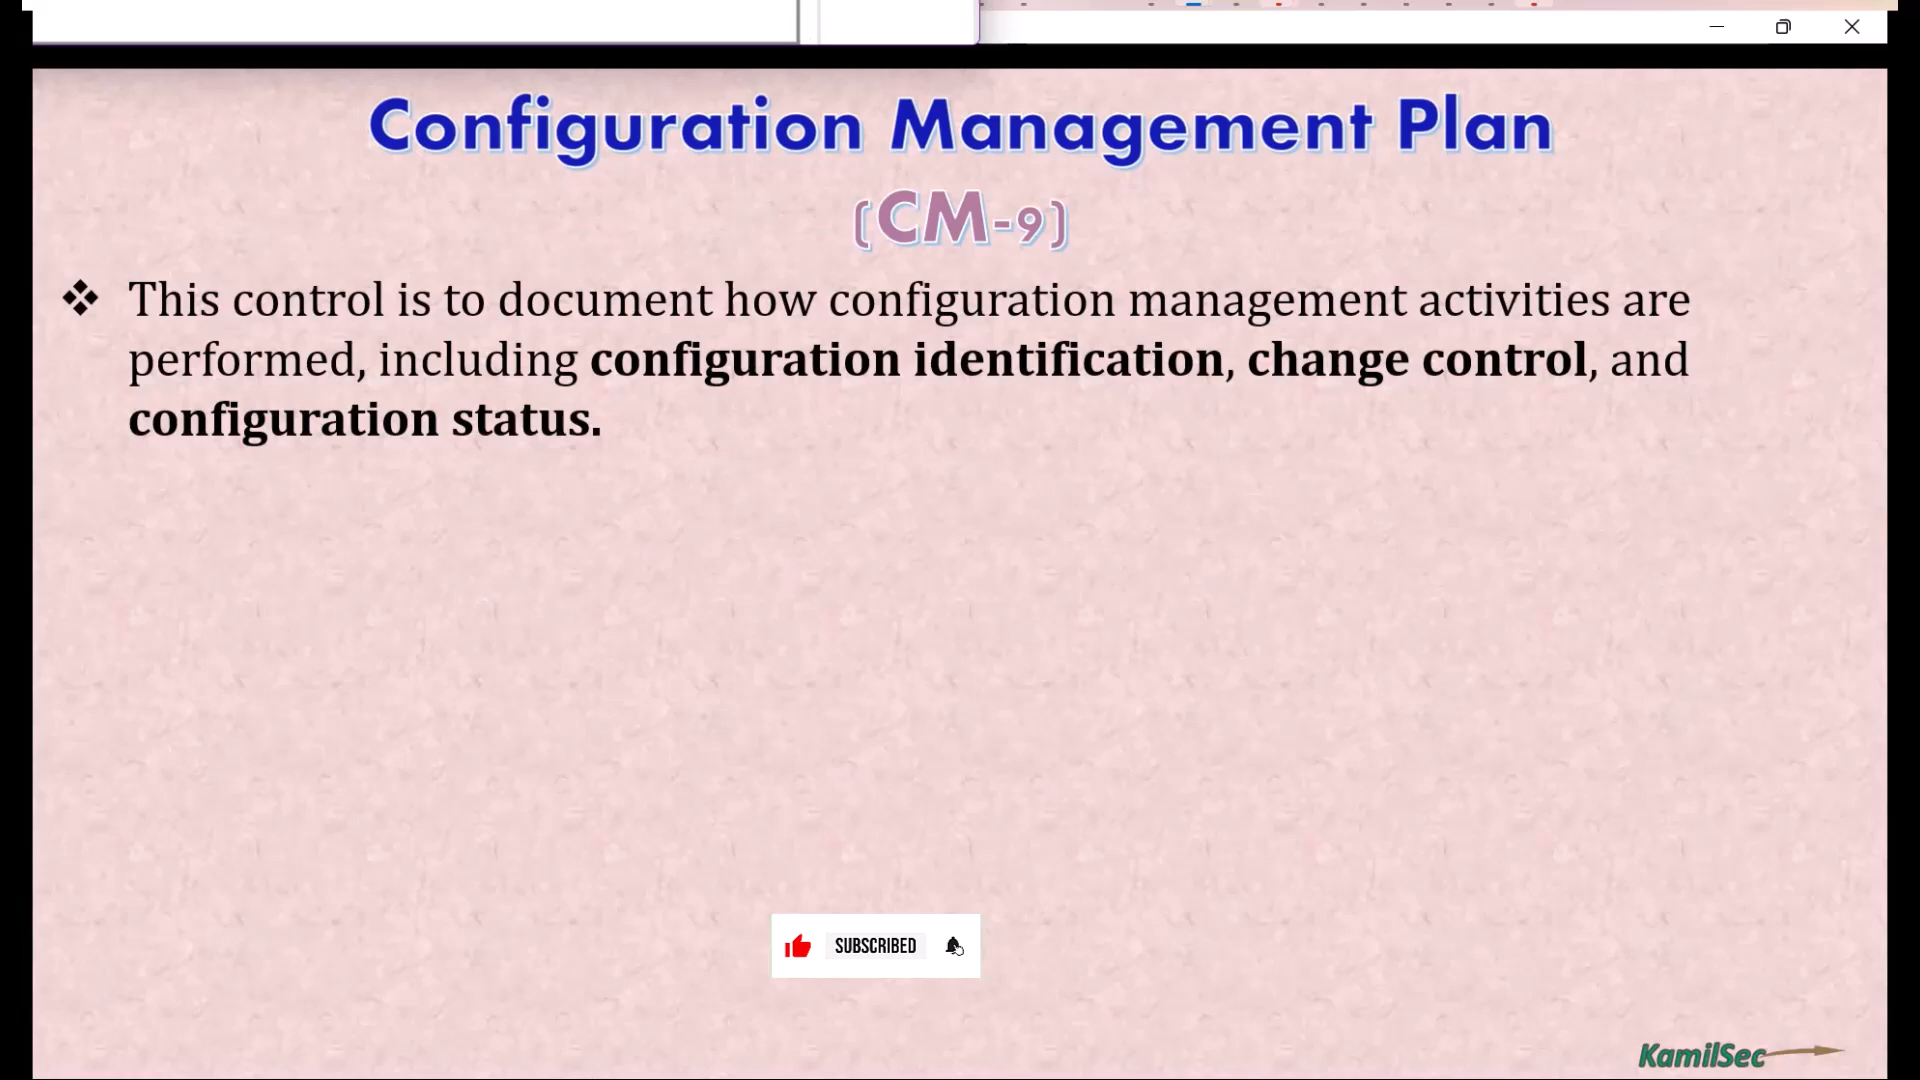 Configuration Management Plan
(CM-9)
❖ This control is to document how configuration management activities are
performed, including configuration identification, change control, and
configuration status.
SUBSCRIBED
KamilSec